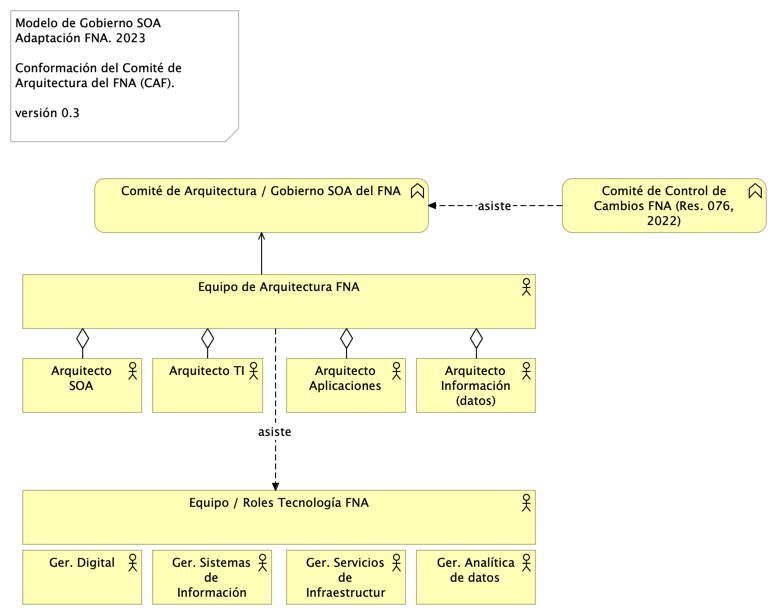 Modelo de Gobierno SOA
Adaptación FNA. 2023
Conformación del Comité de
Arquitectura del FNA (CAF).
versión 0.3
Comité de Arquitectura / Gobierno SOA del FNA
asiste
Comité de Control de
Cambios FNA (Res. 076,
2022)
Equipo de Arquitectura FNA
Arquitecto
SOA
Arquitecto TI
Arquitecto
Aplicaciones
Arquitecto
Información
(datos)
asiste
Equipo / Roles Tecnología FNA
Ger. Digital
Ger. Sistemas
de
Información
Ger. Servicios
de
Infraestructur
Ger. Analítica
de datos